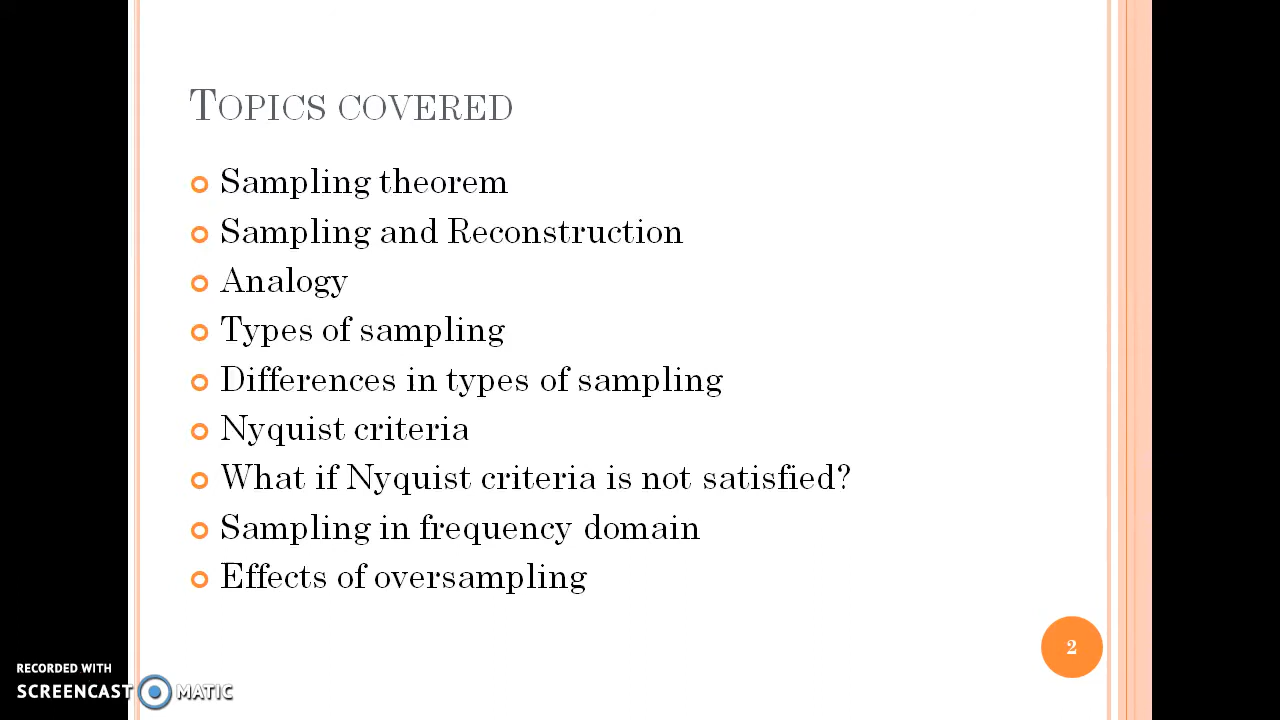 TOPICS COVERED
Sampling theorem
Sampling and Reconstruction
Analogy
Types of sampling
Differences in types of sampling
Nyquist criteria
What if Nyquist criteria is not satisfied?
Sampling in frequency domain
Effects of oversampling
2
RECORDED WITH
SCREENCAST MATIC